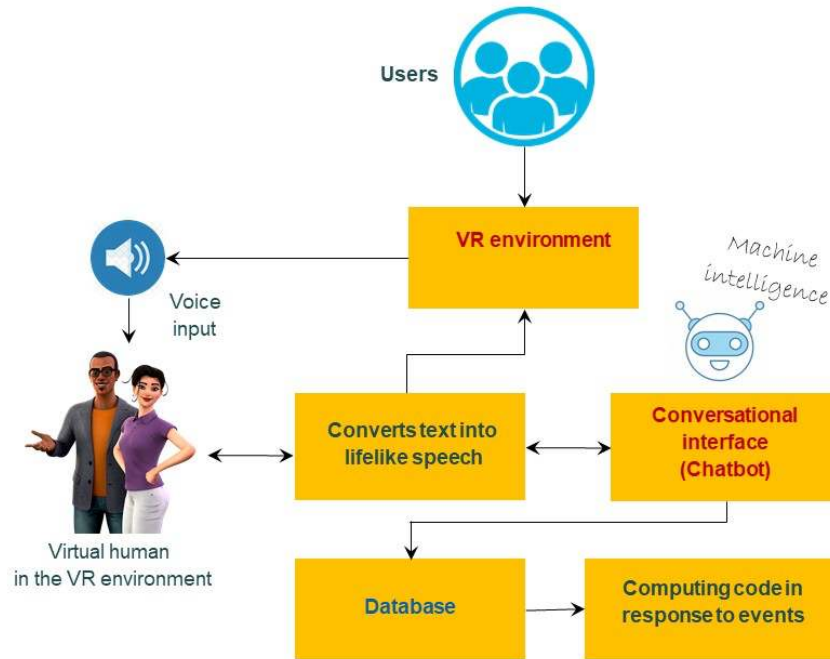 Users
VR environment
Machine
intelligence
Voice
input
Converts text into
lifelike speech
Conversational
interface
(Chatbot)
Virtual human
in the VR environment
Database
Computing code in
response to events